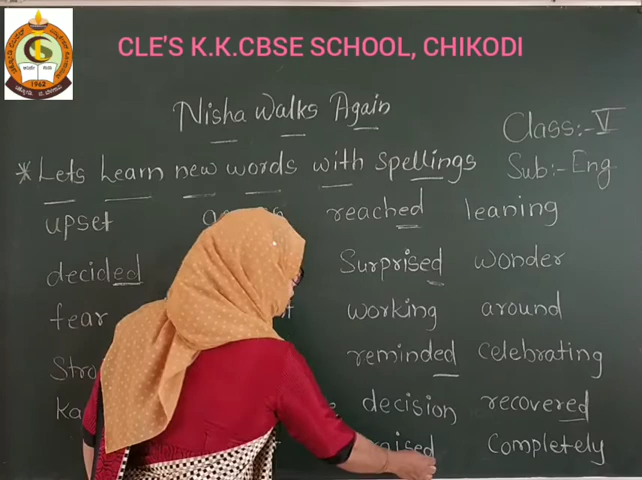 CLE'S K.K.CBSE SCHOOL, CHIKODI
1962
Nisha Walks Again
Class:- V
*Lets Learn new words with spellings
Sub:- Eng
upset reached leaning
decided Surprised wonder
fear working around
reminded celebrating
decision recovered
completely